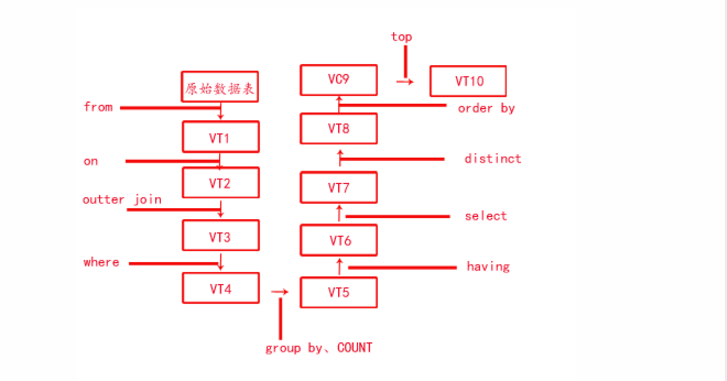 top
原始数据表
VC9
VT10
from
order by
VT1
VT8
on
distinct
VT2
VT7
outter join
select
VT3
VT6
where
having
VT4
VT5
group by、COUNT